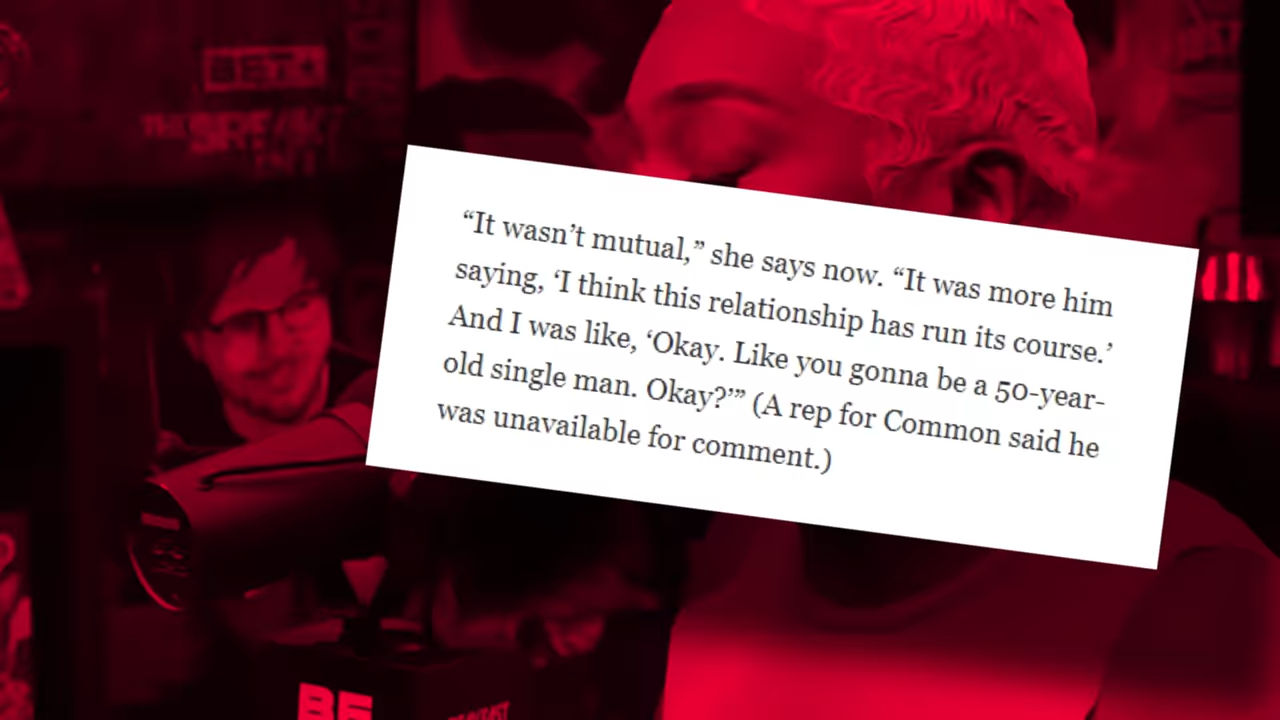 BET★
THE BREAKFAST
“It wasn’t mutual,” she says now. “It was more him
saying, ‘I think this relationship has run its course.’
And I was like, ‘Okay. Like you gonna be a 50-year-
old single man. Okay?’” (A rep for Common said he
was unavailable for comment.)
BE